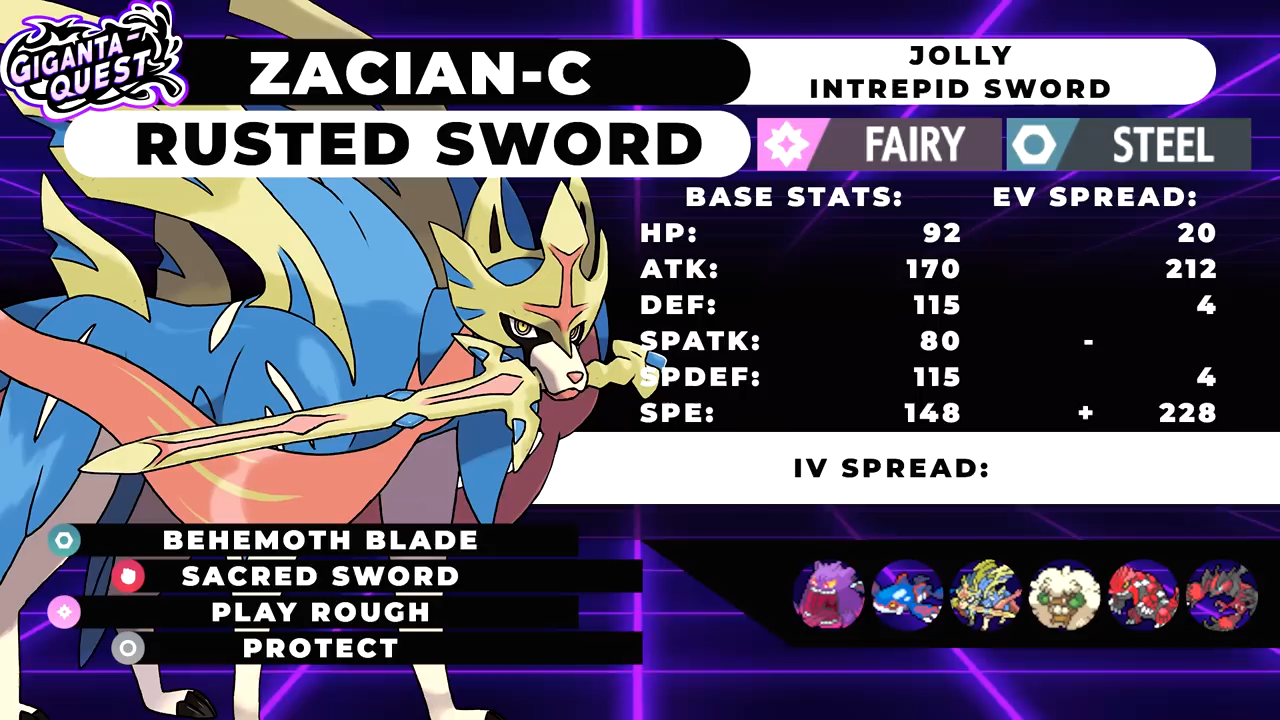 GIGANTA-
QUEST
ZACIAN-C
JOLLY
INTREPID SWORD
RUSTED SWORD
FAIRY
STEEL
BASE STATS: EV SPREAD:
HP: 92 20
ATK: 170 212
DEF: 115 4
SPATK: 80 -
SPDEF: 115 4
SPE: 148 + 228
IV SPREAD:
BEHEMOTH BLADE
SACRED SWORD
PLAY ROUGH
PROTECT